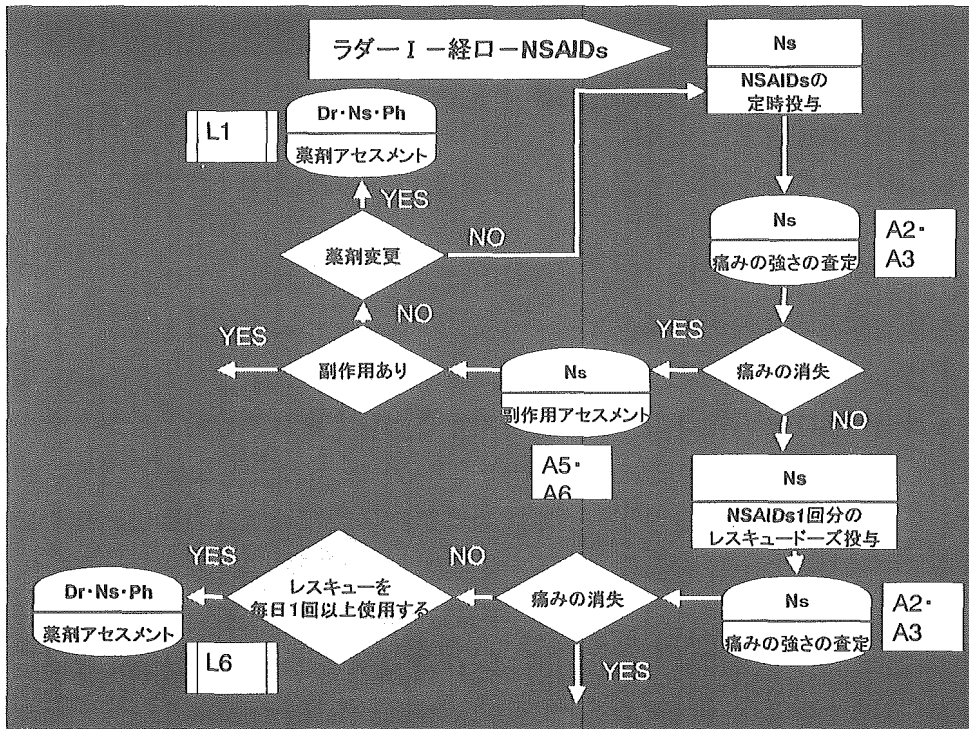 ラダー Ⅰ ー経口ーNSAIDs
Ns
NSAIDsの
定時投与
L1
Dr・Ns・Ph
薬剤アセスメント
YES
薬剤変更
NO
Ns
痛みの強さの査定
A2・
A3
NO
YES
副作用あり
Ns
副作用アセスメント
YES
痛みの消失
NO
A5・
A6
Ns
NSAIDs1回分の
レスキュードーズ投与
Dr・Ns・Ph
薬剤アセスメント
YES
レスキューを
毎日1回以上使用する
NO
痛みの消失
Ns
痛みの強さの査定
A2・
A3
L6
YES